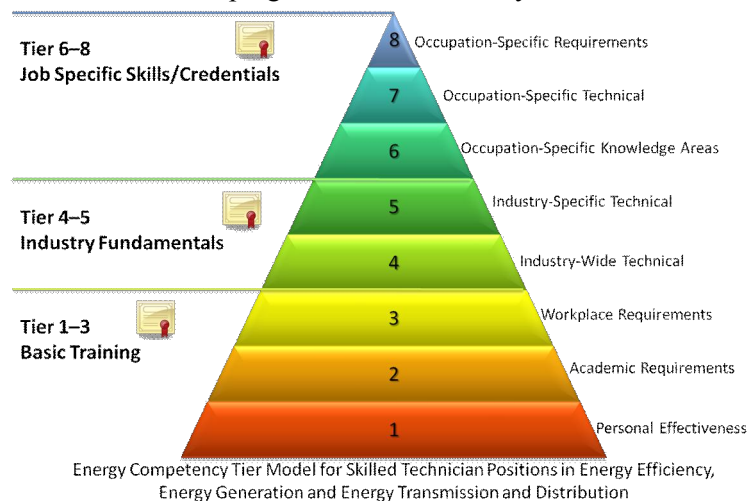 Tier 6–8
Job Specific Skills/Credentials
8
Occupation-Specific Requirements
7
Occupation-Specific Technical
6
Occupation-Specific Knowledge Areas
Tier 4–5
Industry Fundamentals
5
Industry-Specific Technical
4
Industry-Wide Technical
Tier 1–3
Basic Training
3
Workplace Requirements
2
Academic Requirements
1
Personal Effectiveness
Energy Competency Tier Model for Skilled Technician Positions in Energy Efficiency,
Energy Generation and Energy Transmission and Distribution